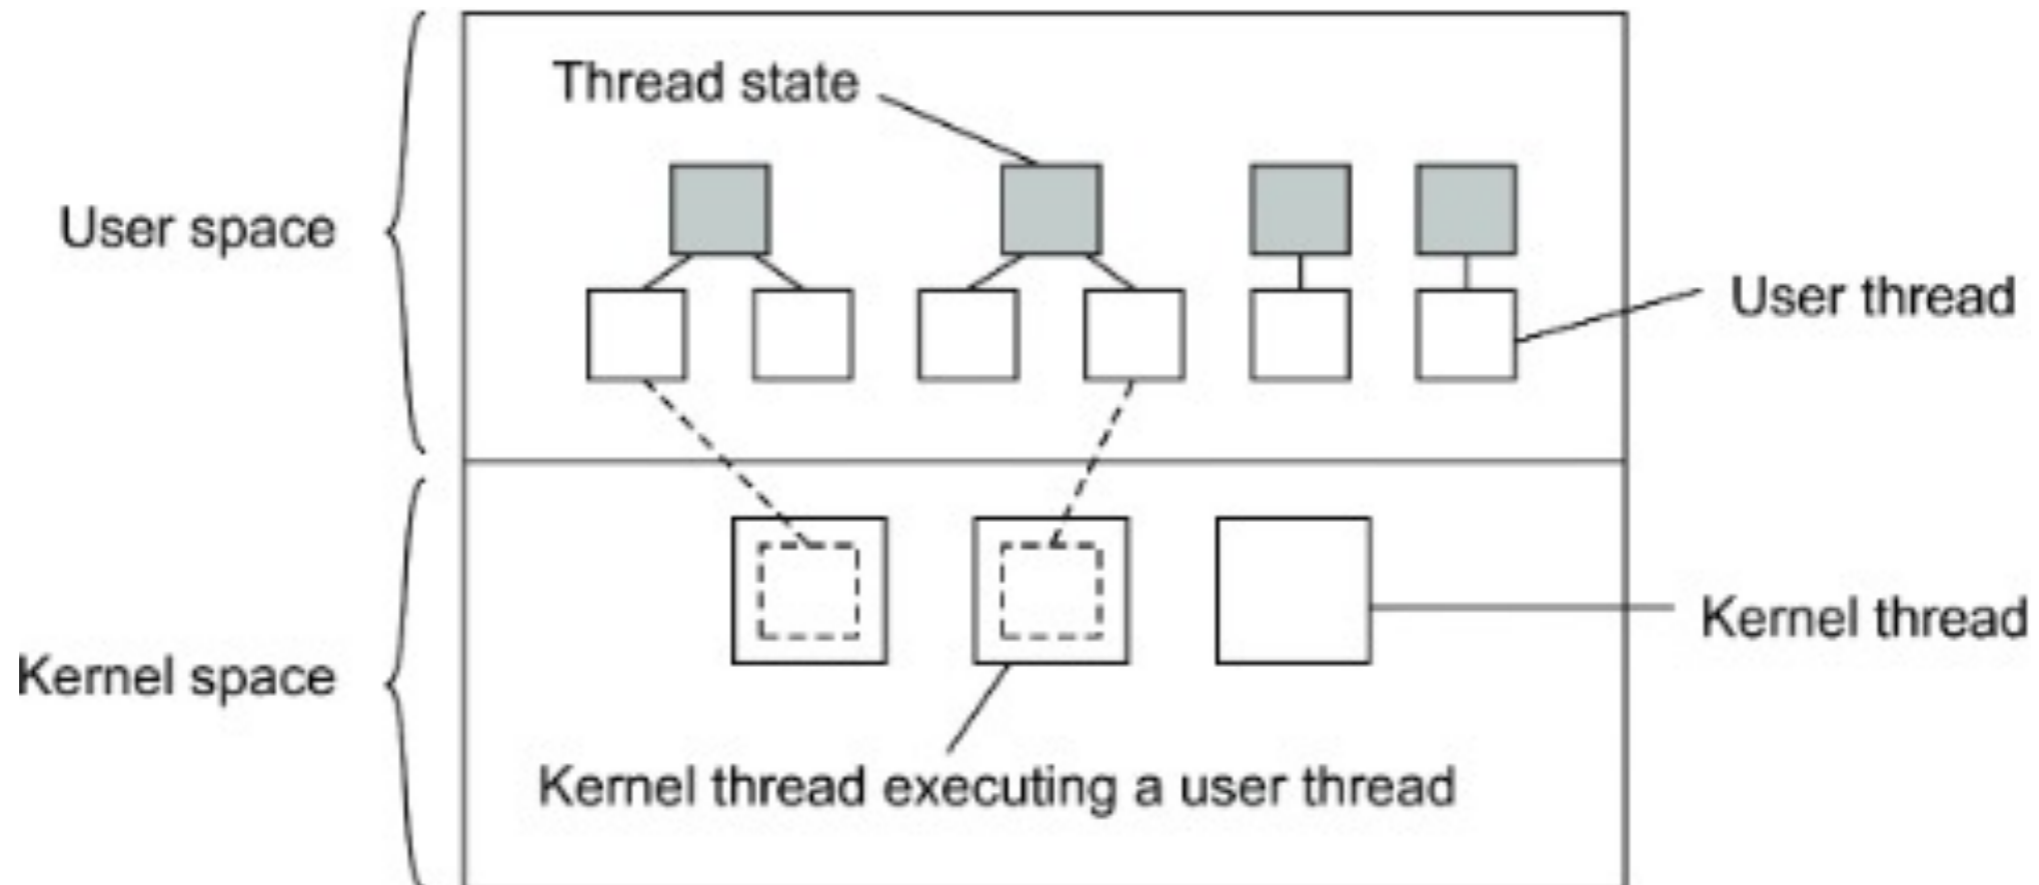 Thread state
User space
User thread
Kernel thread
Kernel space
Kernel thread executing a user thread